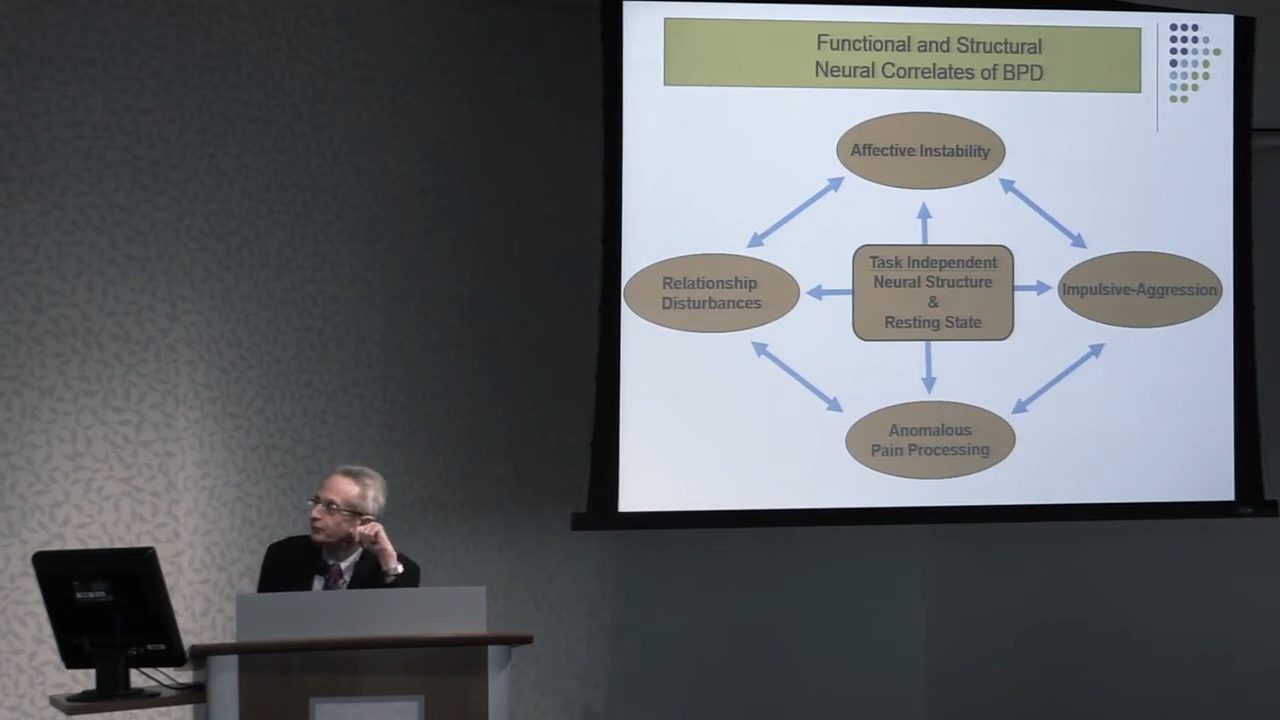 Functional and Structural
Neural Correlates of BPD
Affective Instability
Relationship
Disturbances
Task Independent
Neural Structure
&
Resting State
Impulsive-Aggression
Anomalous
Pain Processing